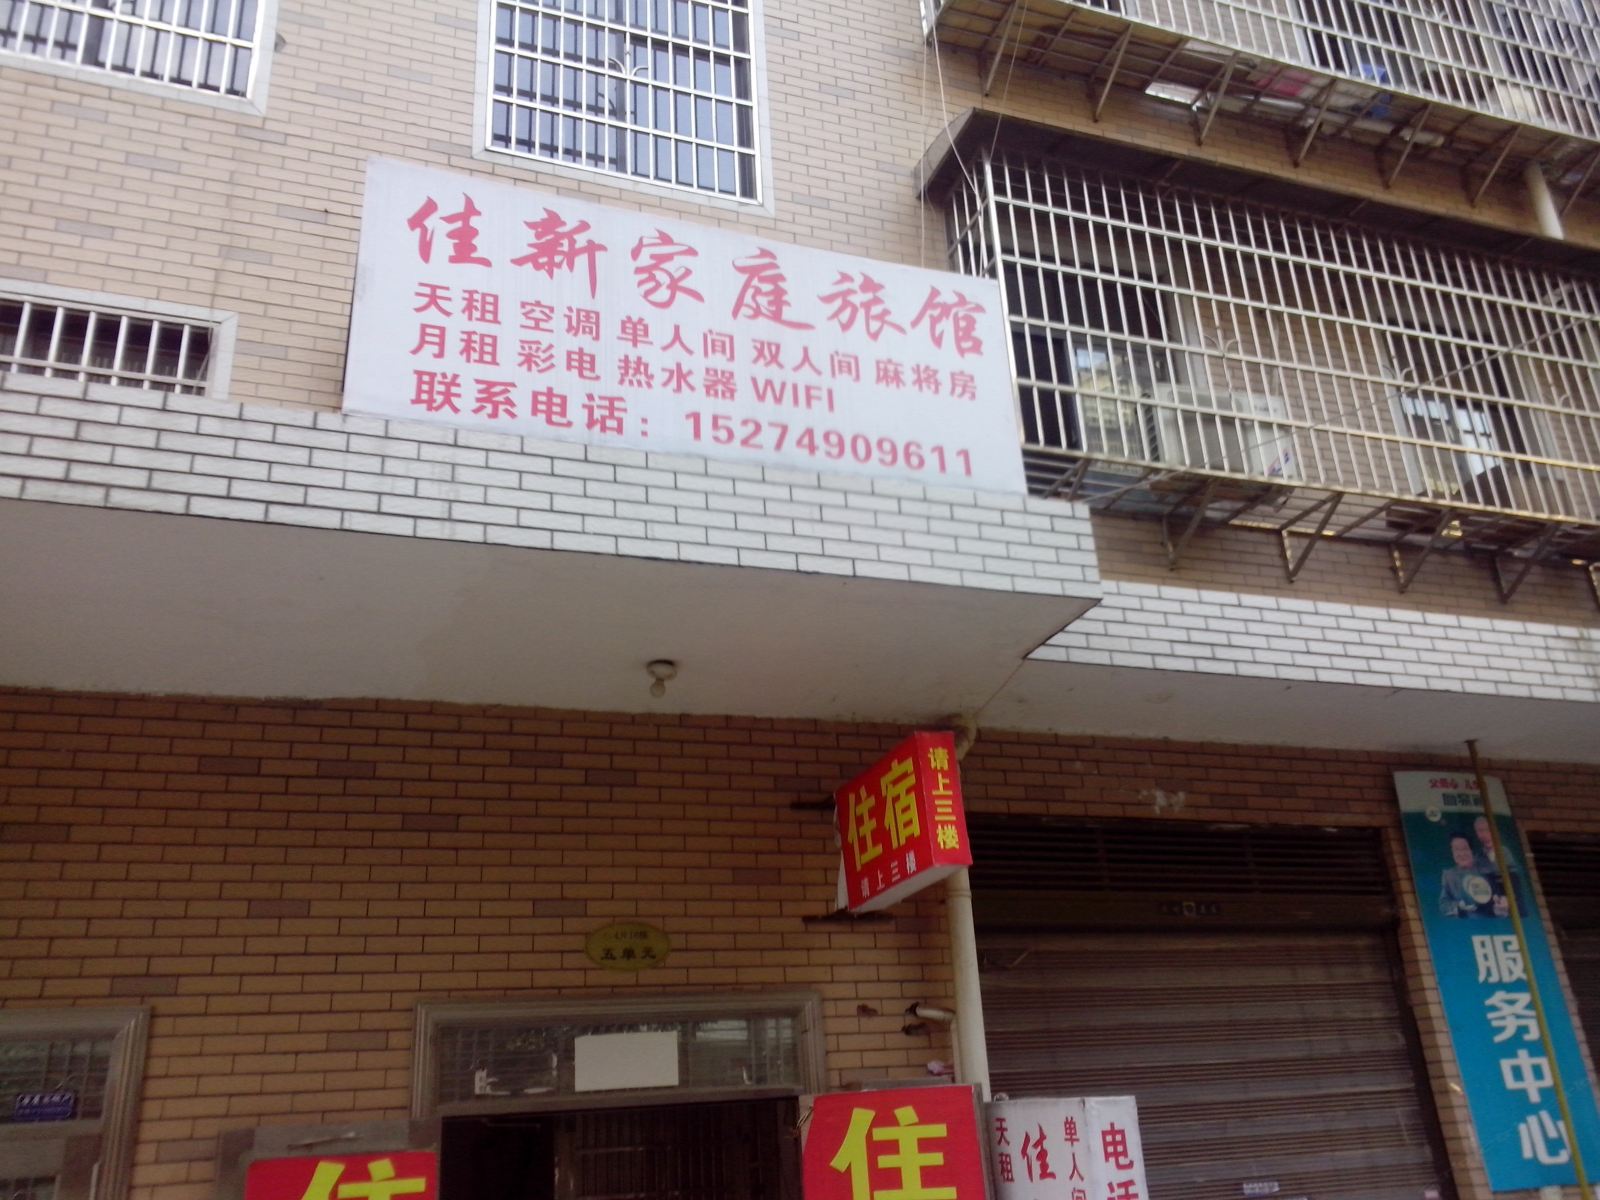 佳新家庭旅馆
天租 空调 单人间 双人间 麻将房
月租 彩电 热水器 WIFI
联系电话：15274909611
住宿
请上三楼
请上三楼
五单元
服务中心
住
住
天租
佳
单人间
电话